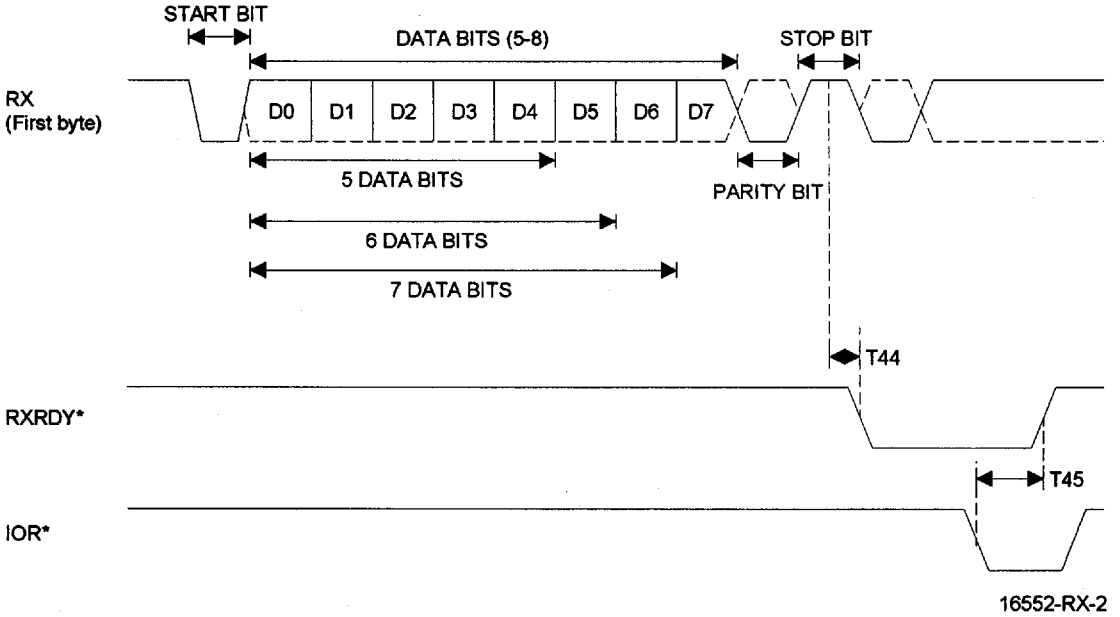 START BIT
DATA BITS (5-8)
STOP BIT
RX
(First byte)
D0 D1 D2 D3 D4 D5 D6 D7
5 DATA BITS
PARITY BIT
6 DATA BITS
7 DATA BITS
T44
RXRDY*
T45
IOR*
16552-RX-2